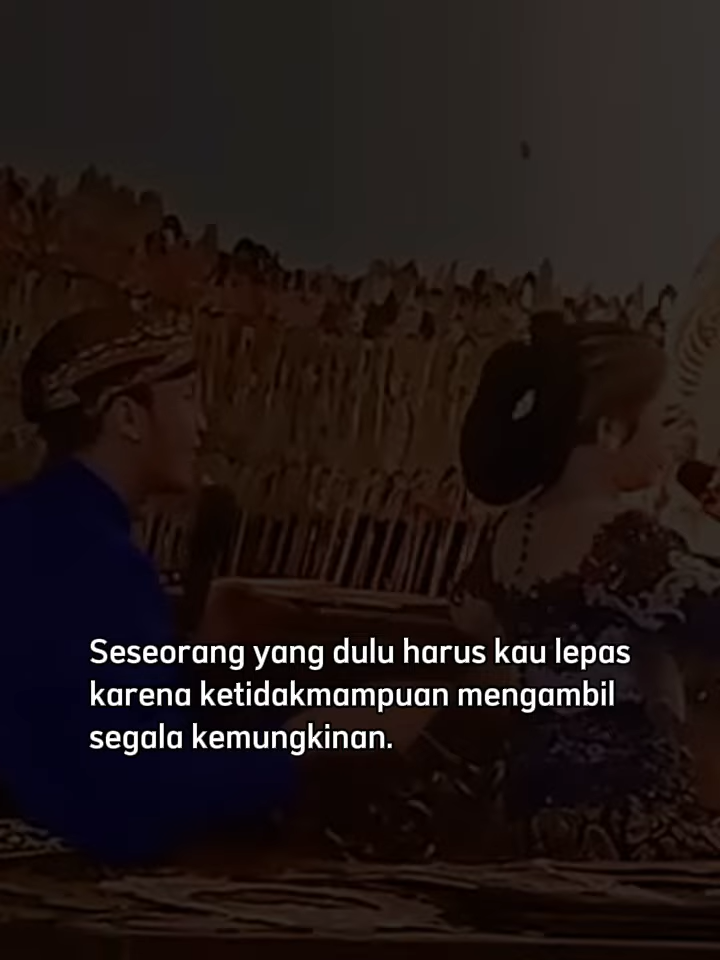 Seseorang yang dulu harus kau lepas
karena ketidakmampuan mengambil
segala kemungkinan.